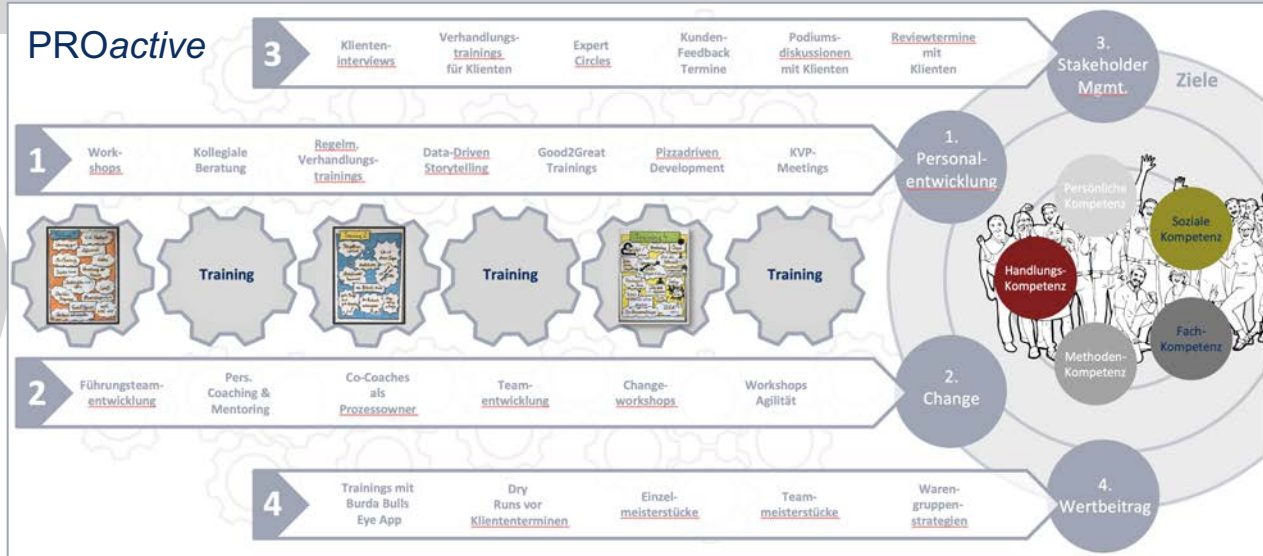 PROactive
3
Klienten-
interviews
Verhandlungs-
trainings
für Klienten
Expert
Circles
Kunden-
Feedback
Termine
Podiums-
diskussionen
mit Klienten
Reviewtermine
mit
Klienten
3.
Stakeholder
Mgmt.
Ziele
1
Work-
shops
Kollegiale
Beratung
Regelm.
Verhandlungs-
trainings
Data-Driven
Storytelling
Good2Great
Trainings
Pizzadriven
Development
KVP-
Meetings
1.
Personal-
entwicklung
Training
Training
Training
Persönliche
Kompetenz
Soziale
Kompetenz
Handlungs-
Kompetenz
Methoden-
Kompetenz
Fach-
Kompetenz
2
Führungsteam-
entwicklung
Pers.
Coaching &
Mentoring
Co-Coaches
als
Prozessowner
Team-
entwicklung
Change-
workshops
Workshops
Agilität
2.
Change
4
Trainings mit
Burda Bulls
Eye App
Dry
Runs vor
Kliententerminen
Einzel-
meisterstücke
Team-
meisterstücke
Waren-
gruppen-
strategien
4.
Wertbeitrag